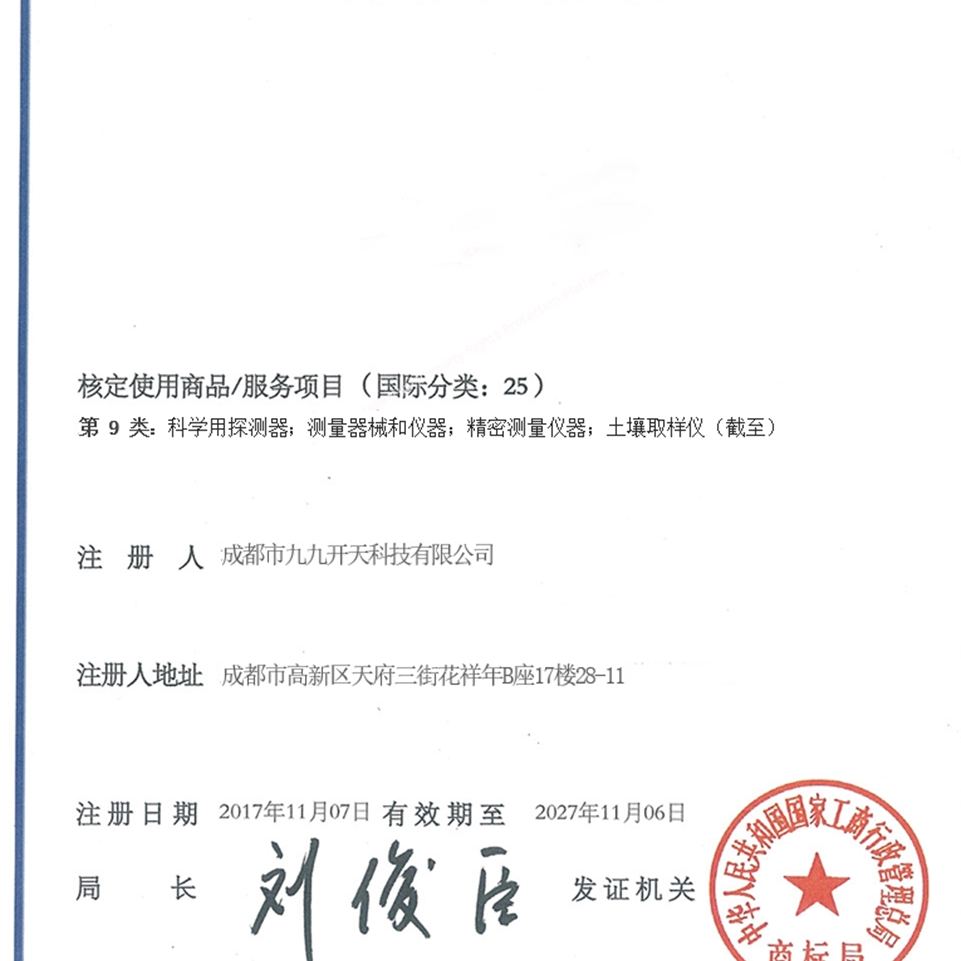 核定使用商品/服务项目（国际分类：25）
第 9 类：科学用探测器；测量器械和仪器；精密测量仪器；土壤取样仪（截至）
注 册 人 成都市九九开天科技有限公司
注册人地址 成都市高新区天府三街花祥年B座17楼28-11
注册日期 2017年11月07日 有效期至 2027年11月06日
局 长 刘俊臣 发证机关
中华人民共和国国家工商行政管理总局
商标局